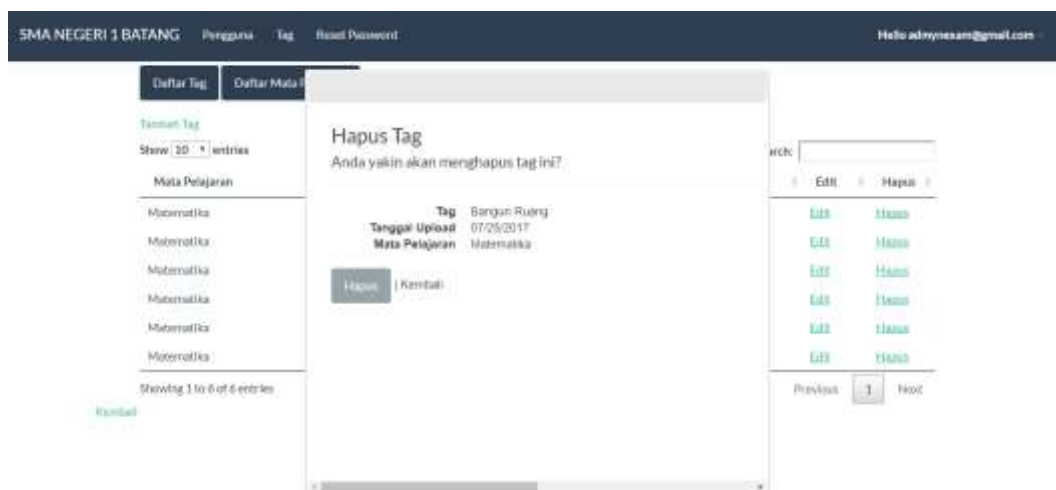 SMA NEGERI 1 BATANG Pengguna Tag Reset Password Hello admynexam@gmail.com
Daftar Tag Daftar Mata
Tambah Tag
Show 10 entries
Mata Pelajaran Edit Hapus
Matematika Edit Hapus
Matematika Edit Hapus
Matematika Edit Hapus
Matematika Edit Hapus
Matematika Edit Hapus
Matematika Edit Hapus
Showing 1 to 6 of 6 entries Previous 1 Next
Kembali
Hapus Tag
Anda yakin akan menghapus tag ini?
Tag Bangun Ruang
Tanggal Upload 07/25/2017
Mata Pelajaran Matematika
Hapus | Kembali